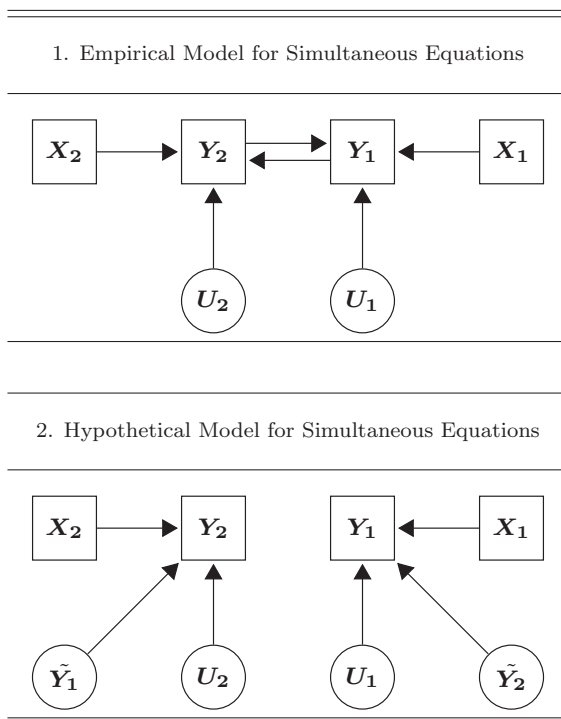 1. Empirical Model for Simultaneous Equations
X₂ Y₂ Y₁ X₁
U₂ U₁
2. Hypothetical Model for Simultaneous Equations
X₂ Y₂ Y₁ X₁
Ỹ₁ U₂ U₁ Ỹ₂